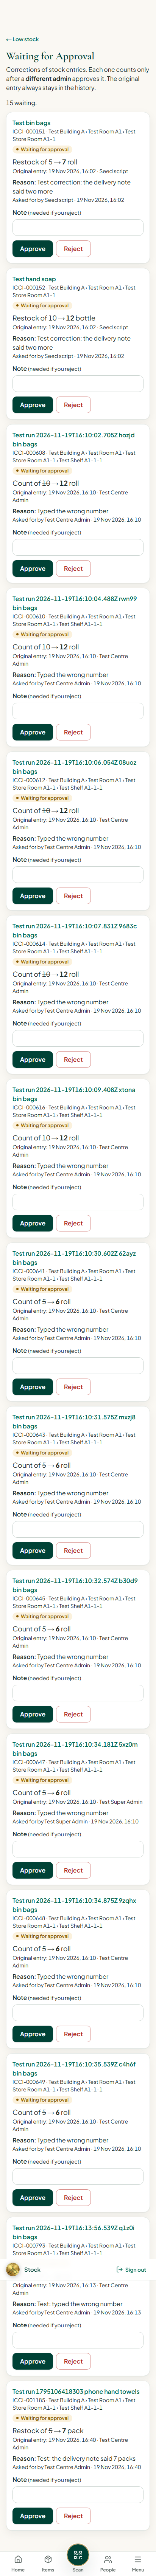 ← Low stock
Waiting for Approval
Corrections of stock entries. Each one counts only
after a different admin approves it. The original
entry always stays in the history.
15 waiting.
Test bin bags
ICCI-000151 · Test Building A › Test Room A1 › Test
Store Room A1-1
Waiting for approval
Restock of 5 → 7 roll
Original entry: 19 Nov 2026, 16:02 · Seed script
Reason: Test correction: the delivery note
said two more
Asked for by Seed script · 19 Nov 2026, 16:02
Note (needed if you reject)
Approve Reject
Test hand soap
ICCI-000152 · Test Building A › Test Room A1 › Test
Store Room A1-1
Waiting for approval
Restock of 10 → 12 bottle
Original entry: 19 Nov 2026, 16:02 · Seed script
Reason: Test correction: the delivery note
said two more
Asked for by Seed script · 19 Nov 2026, 16:02
Note (needed if you reject)
Approve Reject
Test run 2026-11-19T16:10:02.705Z hozjd
bin bags
ICCI-000608 · Test Building A › Test Room A1 › Test
Store Room A1-1 › Test Shelf A1-1-1
Waiting for approval
Count of 10 → 12 roll
Original entry: 19 Nov 2026, 16:10 · Test Centre
Admin
Reason: Typed the wrong number
Asked for by Test Centre Admin · 19 Nov 2026, 16:10
Note (needed if you reject)
Approve Reject
Test run 2026-11-19T16:10:04.488Z rwn99
bin bags
ICCI-000610 · Test Building A › Test Room A1 › Test
Store Room A1-1 › Test Shelf A1-1-1
Waiting for approval
Count of 10 → 12 roll
Original entry: 19 Nov 2026, 16:10 · Test Centre
Admin
Reason: Typed the wrong number
Asked for by Test Centre Admin · 19 Nov 2026, 16:10
Note (needed if you reject)
Approve Reject
Test run 2026-11-19T16:10:06.054Z 08uoz
bin bags
ICCI-000612 · Test Building A › Test Room A1 › Test
Store Room A1-1 › Test Shelf A1-1-1
Waiting for approval
Count of 10 → 12 roll
Original entry: 19 Nov 2026, 16:10 · Test Centre
Admin
Reason: Typed the wrong number
Asked for by Test Centre Admin · 19 Nov 2026, 16:10
Note (needed if you reject)
Approve Reject
Test run 2026-11-19T16:10:07.831Z 9683c
bin bags
ICCI-000614 · Test Building A › Test Room A1 › Test
Store Room A1-1 › Test Shelf A1-1-1
Waiting for approval
Count of 10 → 12 roll
Original entry: 19 Nov 2026, 16:10 · Test Centre
Admin
Reason: Typed the wrong number
Asked for by Test Centre Admin · 19 Nov 2026, 16:10
Note (needed if you reject)
Approve Reject
Test run 2026-11-19T16:10:09.408Z xtona
bin bags
ICCI-000616 · Test Building A › Test Room A1 › Test
Store Room A1-1 › Test Shelf A1-1-1
Waiting for approval
Count of 10 → 12 roll
Original entry: 19 Nov 2026, 16:10 · Test Centre
Admin
Reason: Typed the wrong number
Asked for by Test Centre Admin · 19 Nov 2026, 16:10
Note (needed if you reject)
Approve Reject
Test run 2026-11-19T16:10:30.602Z 62ayz
bin bags
ICCI-000641 · Test Building A › Test Room A1 › Test
Store Room A1-1 › Test Shelf A1-1-1
Waiting for approval
Count of 5 → 6 roll
Original entry: 19 Nov 2026, 16:10 · Test Centre
Admin
Reason: Typed the wrong number
Asked for by Test Centre Admin · 19 Nov 2026, 16:10
Note (needed if you reject)
Approve Reject
Test run 2026-11-19T16:10:31.575Z mxzj8
bin bags
ICCI-000643 · Test Building A › Test Room A1 › Test
Store Room A1-1 › Test Shelf A1-1-1
Waiting for approval
Count of 5 → 6 roll
Original entry: 19 Nov 2026, 16:10 · Test Centre
Admin
Reason: Typed the wrong number
Asked for by Test Centre Admin · 19 Nov 2026, 16:10
Note (needed if you reject)
Approve Reject
Test run 2026-11-19T16:10:32.574Z b30d9
bin bags
ICCI-000645 · Test Building A › Test Room A1 › Test
Store Room A1-1 › Test Shelf A1-1-1
Waiting for approval
Count of 5 → 6 roll
Original entry: 19 Nov 2026, 16:10 · Test Centre
Admin
Reason: Typed the wrong number
Asked for by Test Centre Admin · 19 Nov 2026, 16:10
Note (needed if you reject)
Approve Reject
Test run 2026-11-19T16:10:34.181Z 5xz0m
bin bags
ICCI-000647 · Test Building A › Test Room A1 › Test
Store Room A1-1 › Test Shelf A1-1-1
Waiting for approval
Count of 5 → 6 roll
Original entry: 19 Nov 2026, 16:10 · Test Super Admin
Reason: Typed the wrong number
Asked for by Test Super Admin · 19 Nov 2026, 16:10
Note (needed if you reject)
Approve Reject
Test run 2026-11-19T16:10:34.875Z 9zqhx
bin bags
ICCI-000648 · Test Building A › Test Room A1 › Test
Store Room A1-1 › Test Shelf A1-1-1
Waiting for approval
Count of 5 → 6 roll
Original entry: 19 Nov 2026, 16:10 · Test Centre
Admin
Reason: Typed the wrong number
Asked for by Test Centre Admin · 19 Nov 2026, 16:10
Note (needed if you reject)
Approve Reject
Test run 2026-11-19T16:10:35.539Z c4h6f
bin bags
ICCI-000649 · Test Building A › Test Room A1 › Test
Store Room A1-1 › Test Shelf A1-1-1
Waiting for approval
Count of 5 → 6 roll
Original entry: 19 Nov 2026, 16:10 · Test Centre
Admin
Reason: Typed the wrong number
Asked for by Test Centre Admin · 19 Nov 2026, 16:10
Note (needed if you reject)
Approve Reject
Test run 2026-11-19T16:13:56.539Z q1z0i
bin bags
ICCI-000793 · Test Building A › Test Room A1 › Test
Store Room A1-1 › Test Shelf A1-1-1
Stock Sign out
Original entry: 19 Nov 2026, 16:13 · Test Centre
Admin
Reason: Test: typed the wrong number
Asked for by Test Centre Admin · 19 Nov 2026, 16:13
Note (needed if you reject)
Approve Reject
Test run 1795106418303 phone hand towels
ICCI-001185 · Test Building A › Test Room A1 › Test
Store Room A1-1 › Test Shelf A1-1-1
Waiting for approval
Restock of 5 → 7 pack
Original entry: 19 Nov 2026, 16:40 · Test Centre
Admin
Reason: Test: the delivery note said 7 packs
Asked for by Test Centre Admin · 19 Nov 2026, 16:40
Note (needed if you reject)
Approve Reject
Home Items Scan People Menu